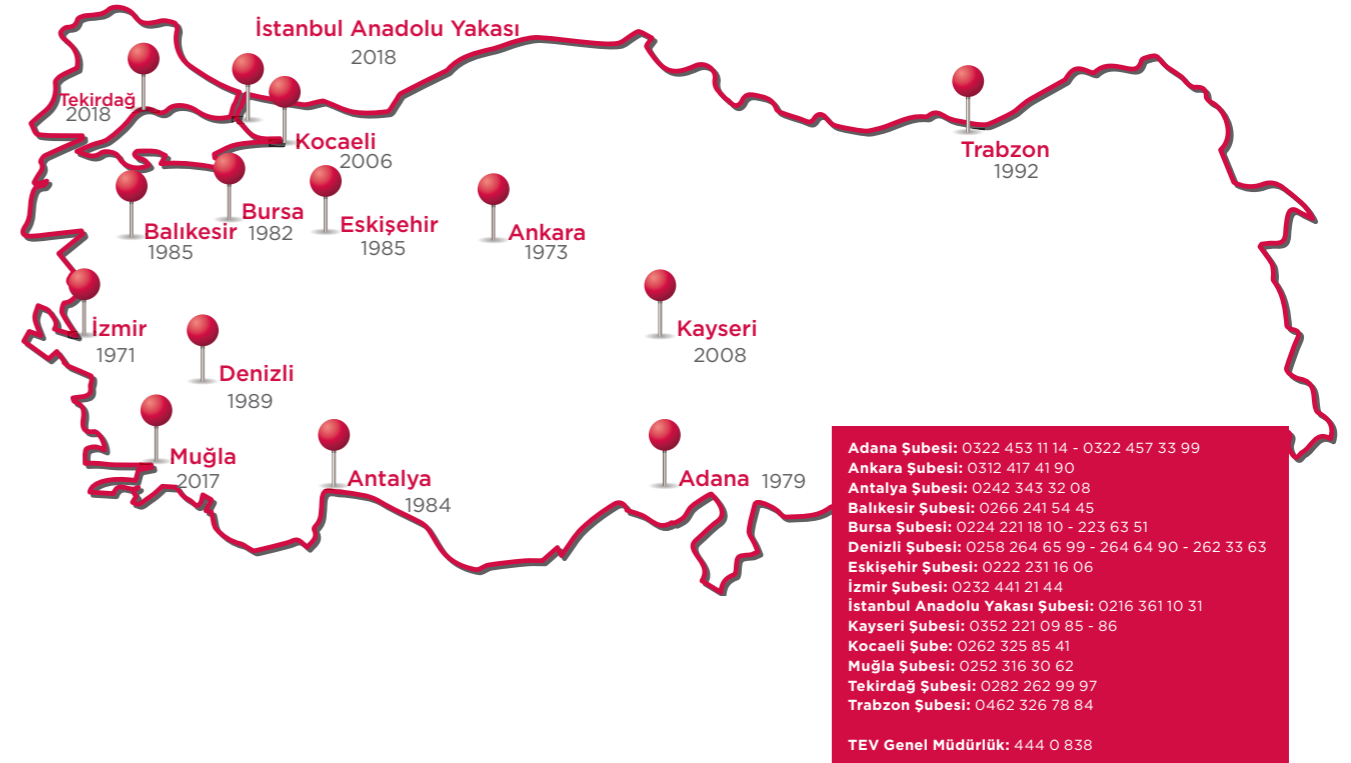 İstanbul Anadolu Yakası
2018
Tekirdağ
2018
Kocaeli
2006
Trabzon
1992
Balıkesir
1985
Bursa
1982
Eskişehir
1985
Ankara
1973
İzmir
1971
Kayseri
2008
Denizli
1989
Muğla
2017
Antalya
1984
Adana 1979
Adana Şubesi: 0322 453 11 14 - 0322 457 33 99
Ankara Şubesi: 0312 417 41 90
Antalya Şubesi: 0242 343 32 08
Balıkesir Şubesi: 0266 241 54 45
Bursa Şubesi: 0224 221 18 10 - 223 63 51
Denizli Şubesi: 0258 264 65 99 - 264 64 90 - 262 33 63
Eskişehir Şubesi: 0222 231 16 06
İzmir Şubesi: 0232 441 21 44
İstanbul Anadolu Yakası Şubesi: 0216 361 10 31
Kayseri Şubesi: 0352 221 09 85 - 86
Kocaeli Şube: 0262 325 85 41
Muğla Şubesi: 0252 316 30 62
Tekirdağ Şubesi: 0282 262 99 97
Trabzon Şubesi: 0462 326 78 84
TEV Genel Müdürlük: 444 0 838